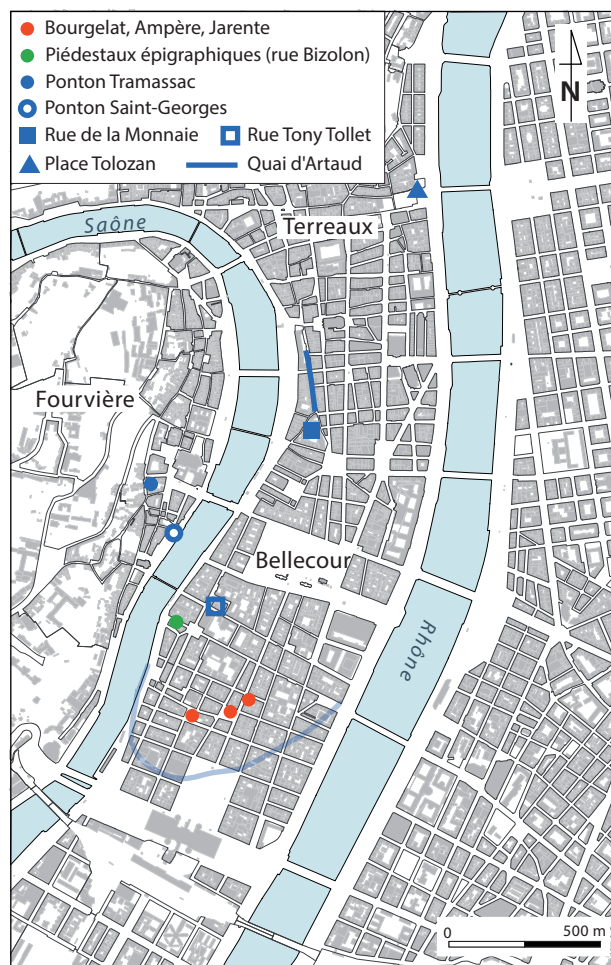 Bourgelat, Ampère, Jarente
Piédestaux épigraphiques (rue Bizolon)
Ponton Tramassac
Ponton Saint-Georges
Rue de la Monnaie Rue Tony Tollet
Place Tolozan Quai d'Artaud
N
Saône
Terreaux
Fourvière
Bellecour
Rhône
0 500 m